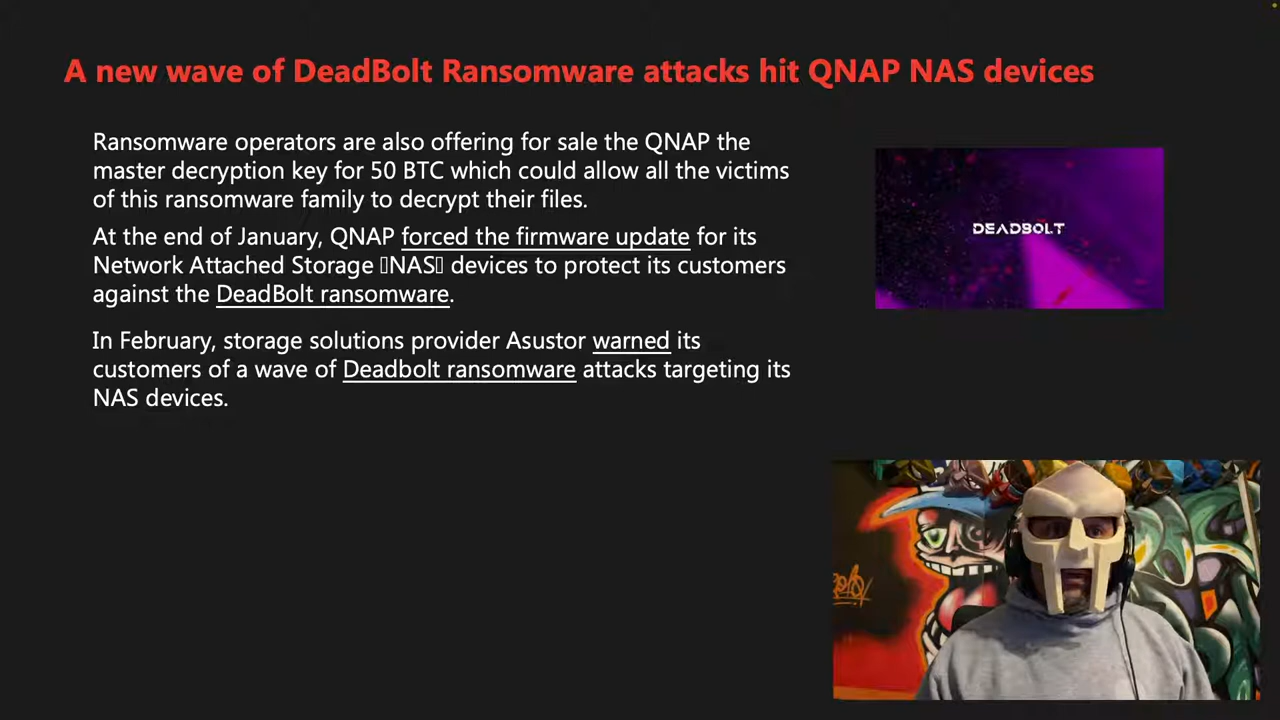 A new wave of DeadBolt Ransomware attacks hit QNAP NAS devices
Ransomware operators are also offering for sale the QNAP the
master decryption key for 50 BTC which could allow all the victims
of this ransomware family to decrypt their files.
At the end of January, QNAP forced the firmware update for its
Network Attached Storage NAS devices to protect its customers
against the DeadBolt ransomware.
In February, storage solutions provider Asustor warned its
customers of a wave of Deadbolt ransomware attacks targeting its
NAS devices.
DEADBOLT